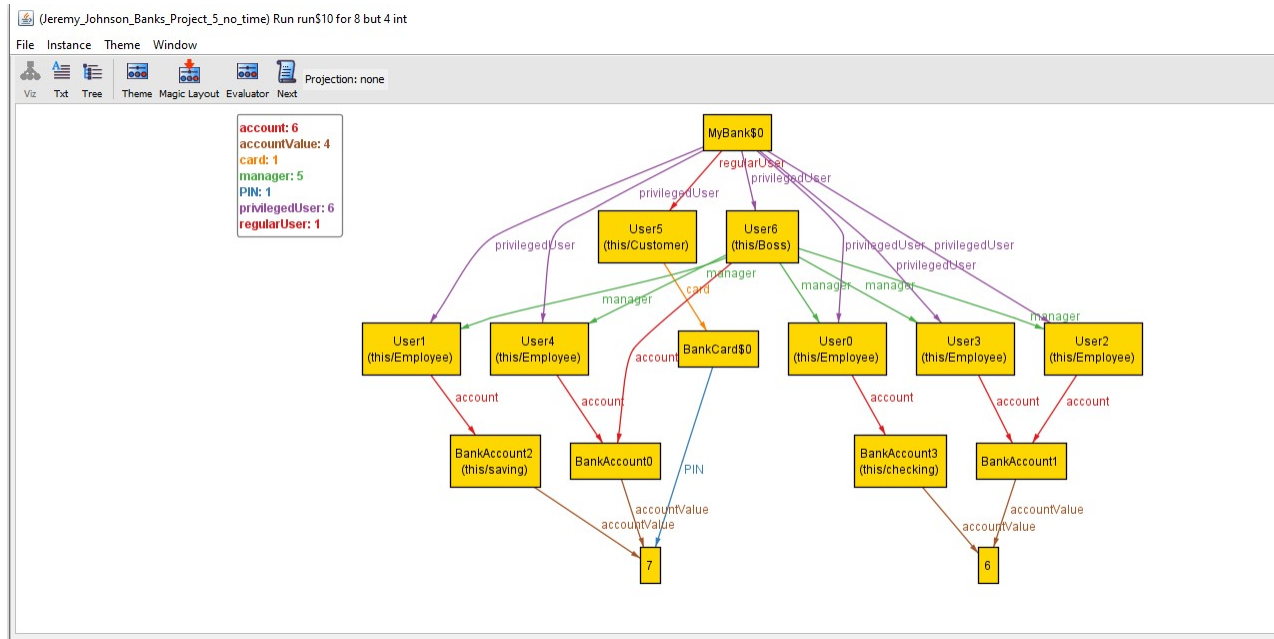 (Jeremy_Johnson_Banks_Project_5_no_time) Run run$10 for 8 but 4 int
File Instance Theme Window
Viz Txt Tree Theme Magic Layout Evaluator Next Projection: none
account: 6
accountValue: 4
card: 1
manager: 5
PIN: 1
privilegedUser: 6
regularUser: 1
MyBank$0
regularUser
privilegedUser
privilegedUser
User5
(this/Customer)
User6
(this/Boss)
privilegedUser
privilegedUser
privilegedUser
privilegedUser
manager
card
manager
manager
manager
manager
User1
(this/Employee)
User4
(this/Employee)
BankCard$0
User0
(this/Employee)
User3
(this/Employee)
User2
(this/Employee)
account
account
account
account
account
account
BankAccount2
(this/saving)
BankAccount0
BankAccount3
(this/checking)
BankAccount1
PIN
accountValue
accountValue
accountValue
accountValue
7
6